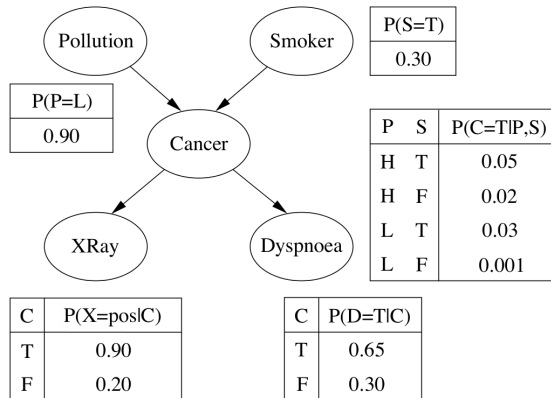 Pollution
Smoker
P(S=T)
0.30
P(P=L)
0.90
Cancer
P S P(C=T|P,S)
H T 0.05
H F 0.02
L T 0.03
L F 0.001
XRay
Dyspnoea
C P(X=pos|C)
T 0.90
F 0.20
C P(D=T|C)
T 0.65
F 0.30